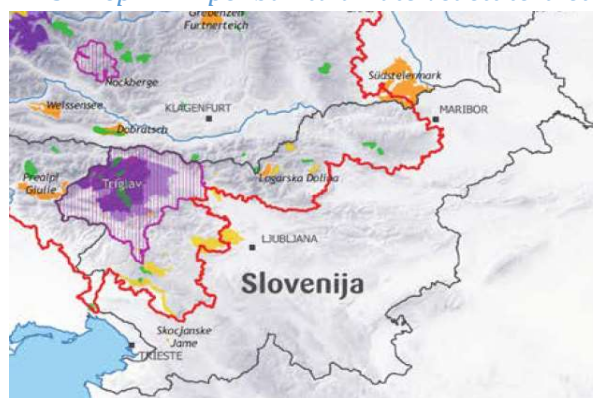 Grebenzen
Furtnerteich
Nockberge
Südsteiermark
Weissensee
KLAGENFURT
MARIBOR
Dobratsch
Prealpi
Giulie
Triglav
Logarska Dolina
LJUBLJANA
Slovenija
Skocjanske
Jame
TRIESTE